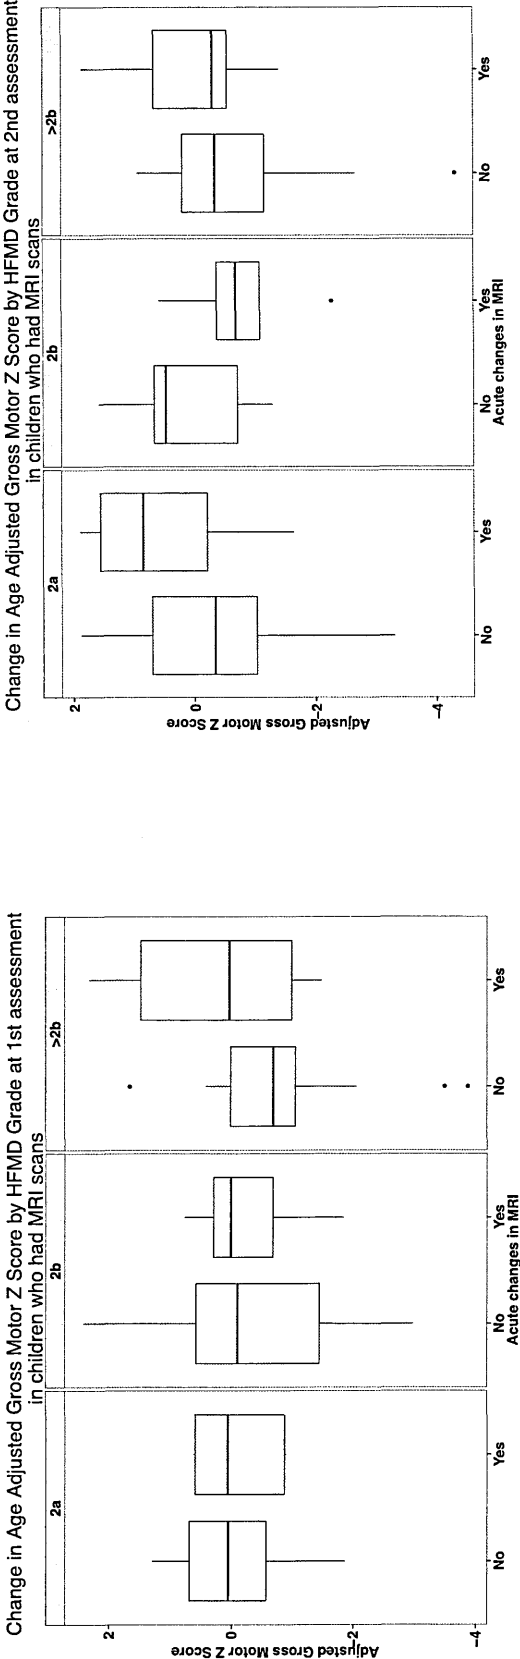 Change in Age Adjusted Gross Motor Z Score by HFMD Grade at 1st assessment
in children who had MRI scans
2a
2b
>2b
Adjusted Gross Motor Z Score
2
0
-2
-4
No
Yes
No
Yes
No
Yes
Acute changes in MRI
Change in Age Adjusted Gross Motor Z Score by HFMD Grade at 2nd assessment
in children who had MRI scans
2a
2b
>2b
Adjusted Gross Motor Z Score
2
0
-2
-4
No
Yes
No
Yes
No
Yes
Acute changes in MRI